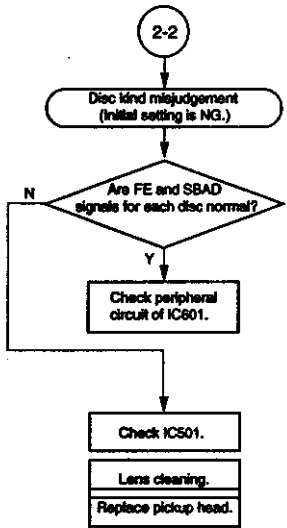 2-2
Disc kind misjudgement
(Initial setting is NG.)
N
Are FE and SBAD
signals for each disc normal?
Y
Check peripheral
circuit of IC601.
Check IC501.
Lens cleaning.
Replace pickup head.